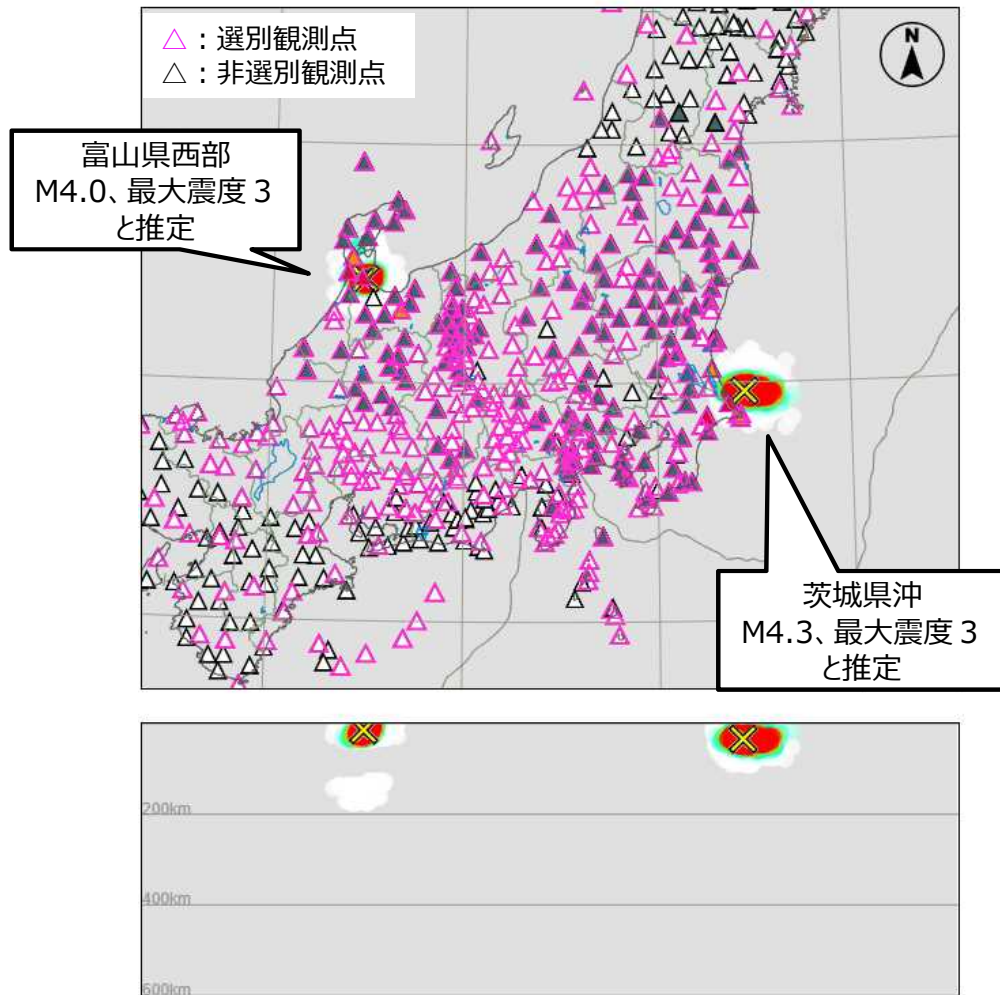 △：選別観測点
△：非選別観測点
N
富山県西部
M4.0、最大震度３
と推定
茨城県沖
M4.3、最大震度３
と推定
200km
400km
600km